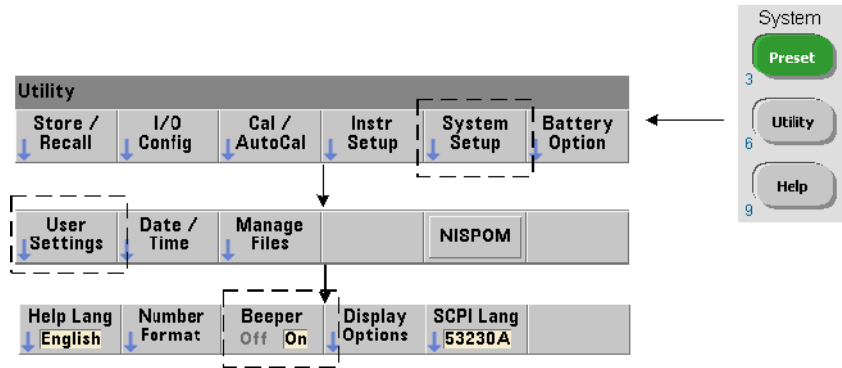 System
Preset
3
Utility
6
Help
9
Utility
Store / Recall
I/O Config
Cal / AutoCal
Instr Setup
System Setup
Battery Option
User Settings
Date / Time
Manage Files
NISPOM
Help Lang English
Number Format
Beeper Off On
Display Options
SCPI Lang 53230A